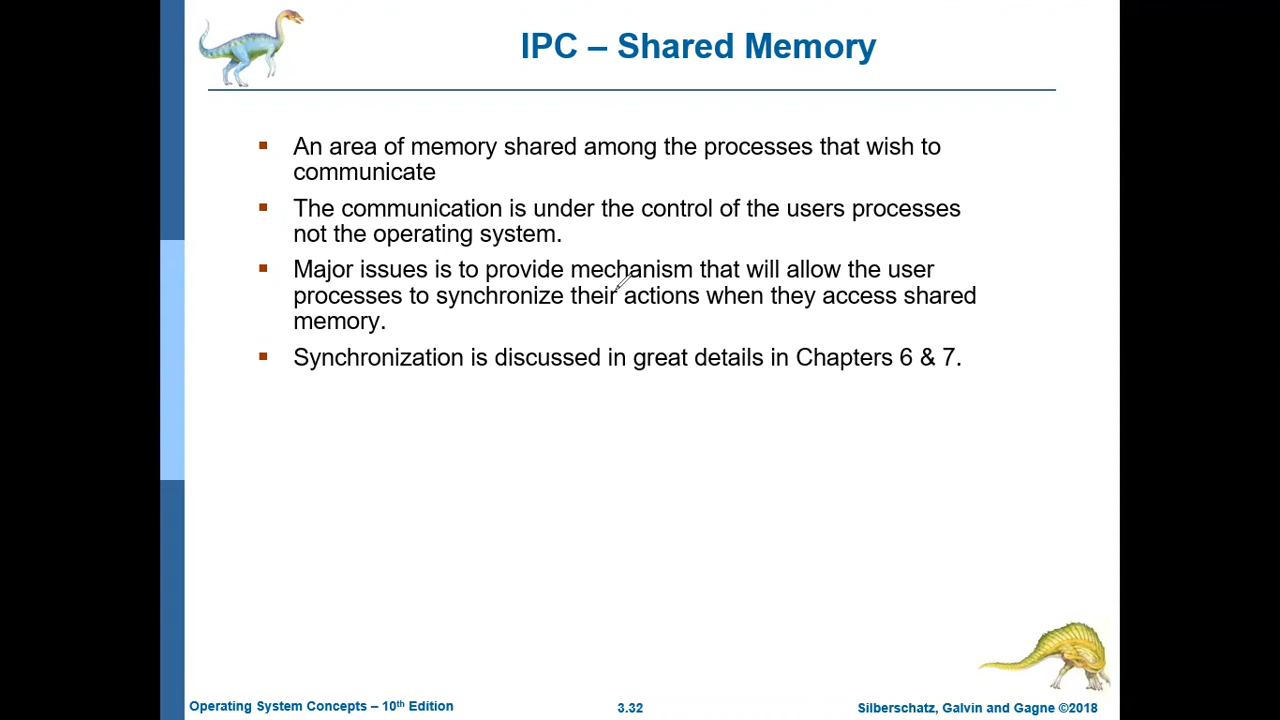 IPC – Shared Memory
▪ An area of memory shared among the processes that wish to
communicate
▪ The communication is under the control of the users processes
not the operating system.
▪ Major issues is to provide mechanism that will allow the user
processes to synchronize their actions when they access shared
memory.
▪ Synchronization is discussed in great details in Chapters 6 & 7.
Operating System Concepts – 10th Edition
3.32
Silberschatz, Galvin and Gagne ©2018